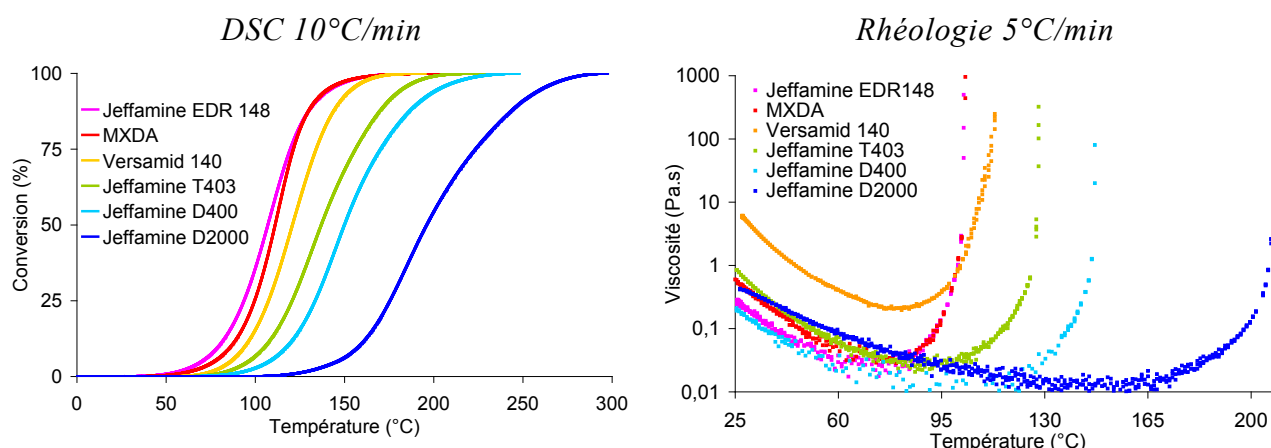 DSC 10°C/min
Conversion (%)
100
75
50
25
0
Jeffamine EDR 148
MXDA
Versamid 140
Jeffamine T403
Jeffamine D400
Jeffamine D2000
0 50 100 150 200 250 300
Température (°C)
Rhéologie 5°C/min
Viscosité (Pa.s)
1000
100
10
1
0,1
0,01
Jeffamine EDR148
MXDA
Versamid 140
Jeffamine T403
Jeffamine D400
Jeffamine D2000
25 60 95 130 165 200
Température (°C)